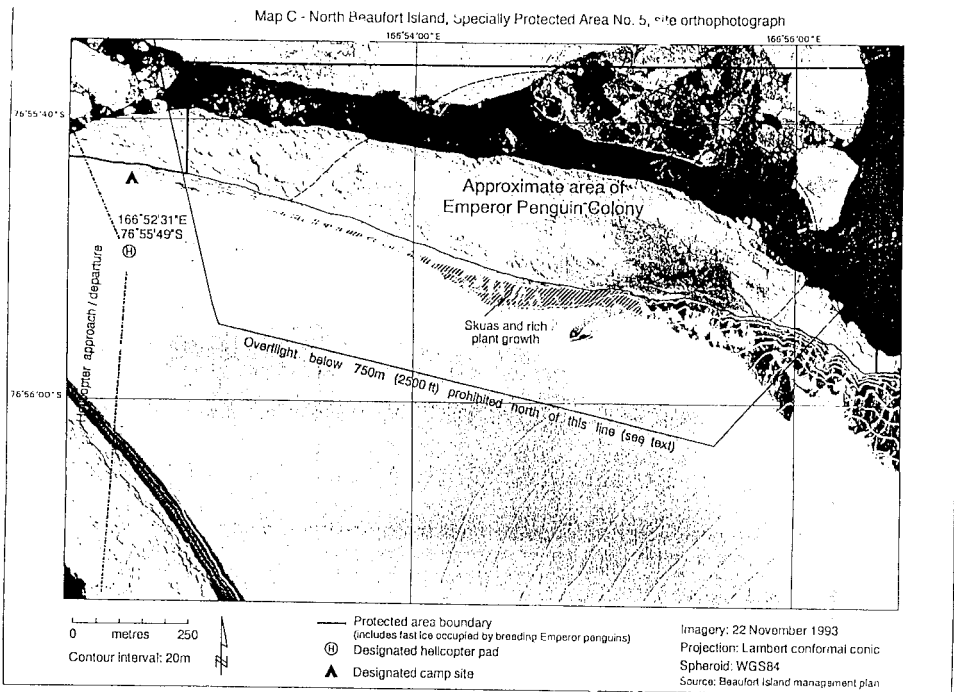 Map C - North Beaufort Island, Specially Protected Area No. 5, site orthophotograph
166°54'00"E
166°56'00"E
76°55'40"S
Approximate area of
Emperor Penguin Colony
166°52'31"E
76°55'49"S
H
Helicopter approach / departure
Skuas and rich
plant growth
Overflight below 750m (2500 ft) prohibited north of this line (see text)
76°56'00"S
0 metres 250
Contour interval: 20m
N
Protected area boundary
(includes fast ice occupied by breeding Emperor penguins)
H Designated helicopter pad
Designated camp site
Imagery: 22 November 1993
Projection: Lambert conformal conic
Spheroid: WGS84
Source: Beaufort Island management plan